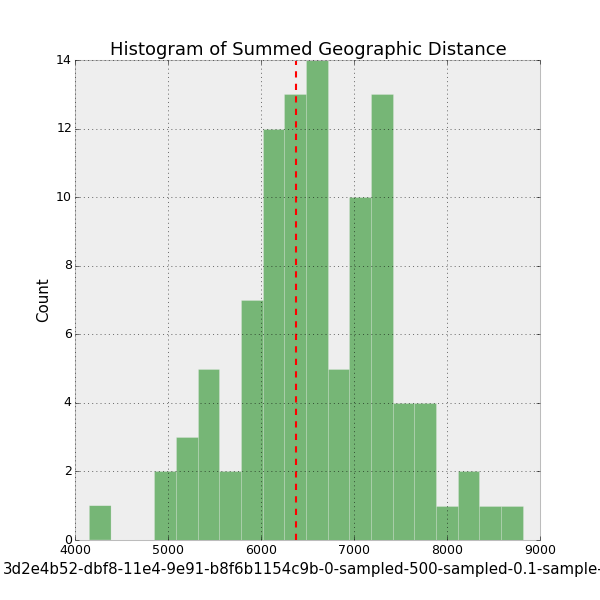 Histogram of Summed Geographic Distance
14
12
10
8
6
4
2
0
Count
4000 5000 6000 7000 8000 9000
3d2e4b52-dbf8-11e4-9e91-b8f6b1154c9b-0-sampled-500-sampled-0.1-sample-